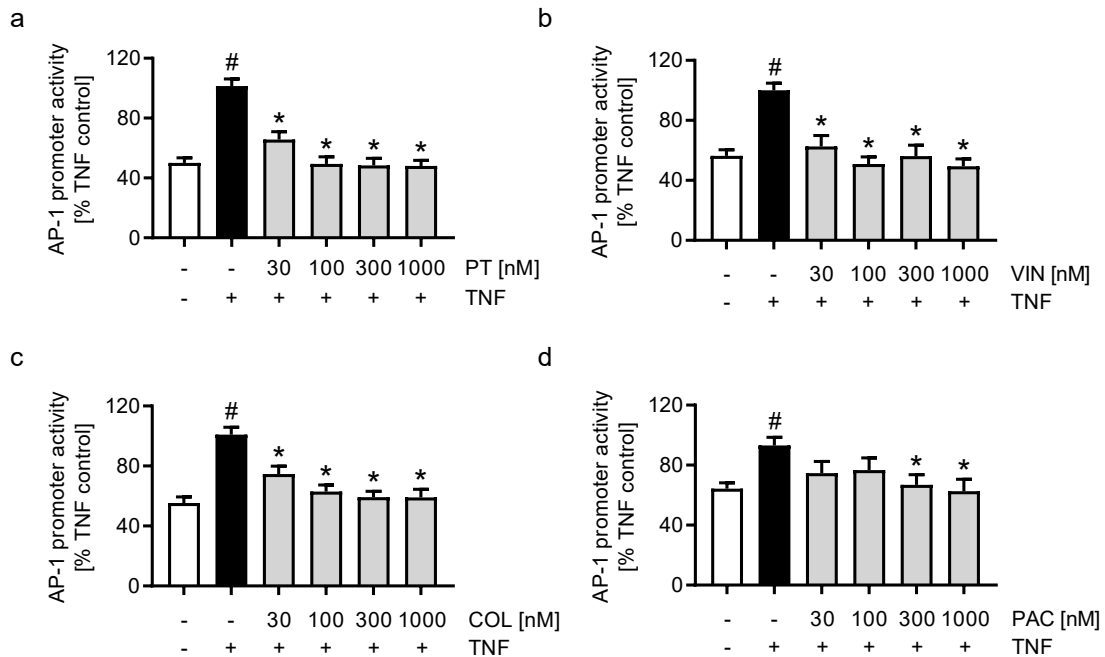 a
AP-1 promoter activity
[% TNF control]
120
80
40
0
#
*
*
*
*
- - 30 100 300 1000 PT [nM]
- + + + + + TNF
b
AP-1 promoter activity
[% TNF control]
120
80
40
0
#
*
*
*
*
- - 30 100 300 1000 VIN [nM]
- + + + + + TNF
c
AP-1 promoter activity
[% TNF control]
120
80
40
0
#
*
*
*
*
- - 30 100 300 1000 COL [nM]
- + + + + + TNF
d
AP-1 promoter activity
[% TNF control]
120
80
40
0
#
*
*
- - 30 100 300 1000 PAC [nM]
- + + + + + TNF